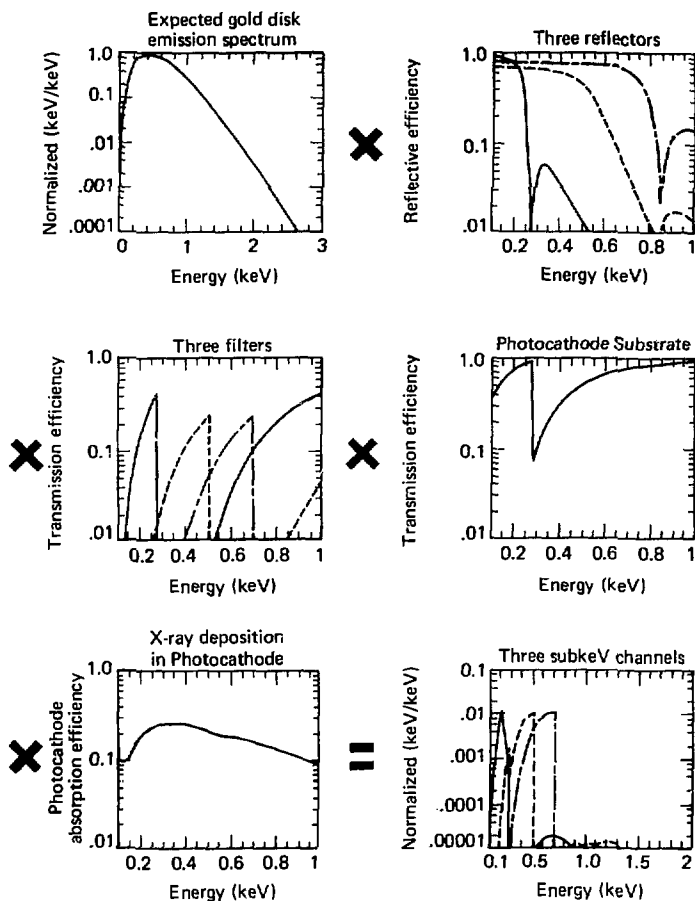 Expected gold disk
emission spectrum
Normalized (keV/keV)
1.0
0.1
.01
.001
.0001
0 1 2 3
Energy (keV)
×
Three reflectors
Reflective efficiency
1.0
0.1
.01
0.2 0.4 0.6 0.8 1
Energy (keV)
×
Three filters
Transmission efficiency
1.0
0.1
.01
0.2 0.4 0.6 0.8 1
Energy (keV)
×
Photocathode Substrate
Transmission efficiency
1.0
0.1
.01
0.2 0.4 0.6 0.8 1
Energy (keV)
×
X-ray deposition
in Photocathode
Photocathode
absorption efficiency
1.0
0.1
.01
0.2 0.4 0.6 0.8 1
Energy (keV)
=
Three subkeV channels
Normalized (keV/keV)
0.1
.01
.001
.0001
.00001
0.1 0.5 1.0 1.5 2
Energy (keV)